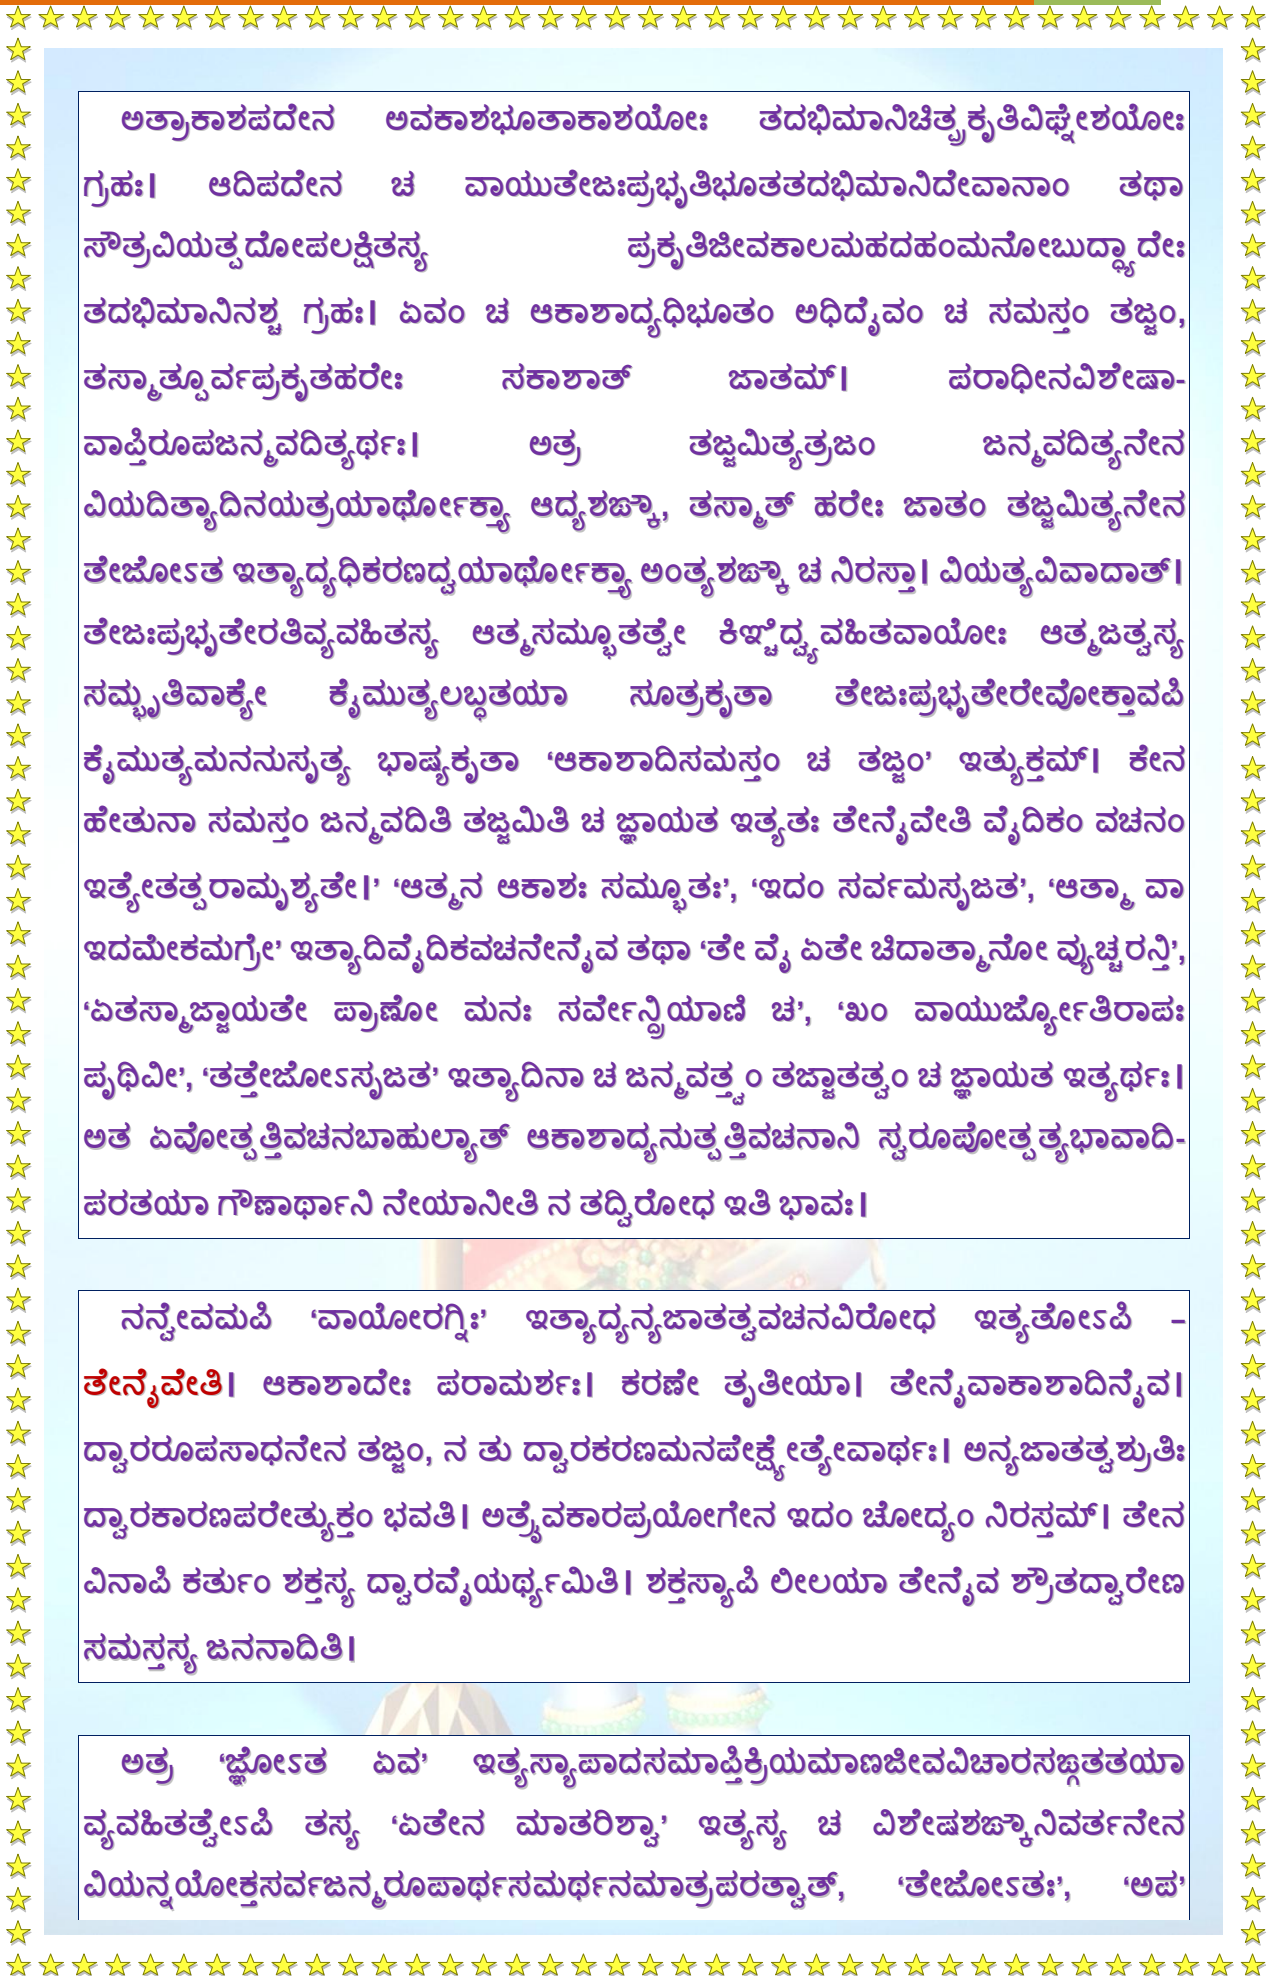 ಅತ್ರಾಕಾಶಪದೇನ ಅವಕಾಶಭೂತಾಕಾಶಯೋಃ ತದಭಿಮಾನಿಚಿತ್ಪ್ರಕೃತಿವಿಘ್ನೇಶಯೋಃ
ಗ್ರಹಃ। ಆದಿಪದೇನ ಚ ವಾಯುತೇಜಃಪ್ರಭೃತಿಭೂತತದಭಿಮಾನಿದೇವಾನಾಂ ತಥಾ
ಸೌತ್ರವಿಯತ್ಪದೋಪಲಕ್ಷಿತಸ್ಯ ಪ್ರಕೃತಿಜೀವಕಾಲಮಹದಹಂಮನೋಬುದ್ಧ್ಯಾದೇಃ
ತದಭಿಮಾನಿನಶ್ಚ ಗ್ರಹಃ। ಏವಂ ಚ ಆಕಾಶಾದ್ಯಧಿಭೂತಂ ಅಧಿದೈವಂ ಚ ಸಮಸ್ತಂ ತಜ್ಜಂ,
ತಸ್ಮಾತ್ಪೂರ್ವಪ್ರಕೃತಹರೇಃ ಸಕಾಶಾತ್ ಜಾತಮ್। ಪರಾಧೀನವಿಶೇಷಾ-
ವಾಪ್ತಿರೂಪಜನ್ಮವದಿತ್ಯರ್ಥಃ। ಅತ್ರ ತಜ್ಜಮಿತ್ಯತ್ರಜಂ ಜನ್ಮವದಿತ್ಯನೇನ
ವಿಯದಿತ್ಯಾದಿನಯತ್ರಯಾರ್ಥೋಕ್ತ್ಯಾ ಆದ್ಯಶಙ್ಕಾ, ತಸ್ಮಾತ್ ಹರೇಃ ಜಾತಂ ತಜ್ಜಮಿತ್ಯನೇನ
ತೇಜೋಽತ ಇತ್ಯಾದ್ಯಧಿಕರಣದ್ವಯಾರ್ಥೋಕ್ತ್ಯಾ ಅಂತ್ಯಶಙ್ಕಾ ಚ ನಿರಸ್ತಾ। ವಿಯತ್ಯವಿವಾದಾತ್।
ತೇಜಃಪ್ರಭೃತೇರತಿವ್ಯವಹಿತಸ್ಯ ಆತ್ಮಸಮ್ಭೂತತ್ವೇ ಕಿಞ್ಚಿದ್ವ್ಯವಹಿತವಾಯೋಃ ಆತ್ಮಜತ್ವಸ್ಯ
ಸಮ್ಭೃತಿವಾಕ್ಯೇ ಕೈಮುತ್ಯಲಬ್ಧತಯಾ ಸೂತ್ರಕೃತಾ ತೇಜಃಪ್ರಭೃತೇರೇವೋಕ್ತಾವಪಿ
ಕೈಮುತ್ಯಮನನುಸೃತ್ಯ ಭಾಷ್ಯಕೃತಾ ‘ಆಕಾಶಾದಿಸಮಸ್ತಂ ಚ ತಜ್ಜಂ’ ಇತ್ಯುಕ್ತಮ್। ಕೇನ
ಹೇತುನಾ ಸಮಸ್ತಂ ಜನ್ಮವದಿತಿ ತಜ್ಜಮಿತಿ ಚ ಜ್ಞಾಯತ ಇತ್ಯತಃ ತೇನೈವೇತಿ ವೈದಿಕಂ ವಚನಂ
ಇತ್ಯೇತತ್ಪರಾಮೃಶ್ಯತೇ।’ ‘ಆತ್ಮನ ಆಕಾಶಃ ಸಮ್ಭೂತಃ’, ‘ಇದಂ ಸರ್ವಮಸೃಜತ’, ‘ಆತ್ಮಾ ವಾ
ಇದಮೇಕಮಗ್ರೇ’ ಇತ್ಯಾದಿವೈದಿಕವಚನೇನೈವ ತಥಾ ‘ತೇ ವೈ ಏತೇ ಚಿದಾತ್ಮಾನೋ ವ್ಯುಚ್ಚರನ್ತಿ’,
‘ಏತಸ್ಮಾಜ್ಜಾಯತೇ ಪ್ರಾಣೋ ಮನಃ ಸರ್ವೇನ್ದ್ರಿಯಾಣಿ ಚ’, ‘ಖಂ ವಾಯುರ್ಜ್ಯೋತಿರಾಪಃ
ಪೃಥಿವೀ’, ‘ತತ್ತೇಜೋಽಸೃಜತ’ ಇತ್ಯಾದಿನಾ ಚ ಜನ್ಮವತ್ತ್ವಂ ತಜ್ಜಾತತ್ವಂ ಚ ಜ್ಞಾಯತ ಇತ್ಯರ್ಥಃ।
ಅತ ಏವೋತ್ಪತ್ತಿವಚನಬಾಹುಲ್ಯಾತ್ ಆಕಾಶಾದ್ಯನುತ್ಪತ್ತಿವಚನಾನಿ ಸ್ವರೂಪೋತ್ಪತ್ಯಭಾವಾದಿ-
ಪರತಯಾ ಗೌಣಾರ್ಥಾನಿ ನೇಯಾನೀತಿ ನ ತದ್ವಿರೋಧ ಇತಿ ಭಾವಃ।
ನನ್ವೇವಮಪಿ ‘ವಾಯೋರಗ್ನಿಃ’ ಇತ್ಯಾದ್ಯನ್ಯಜಾತತ್ವವಚನವಿರೋಧ ಇತ್ಯತೋಽಪಿ –
ತೇನೈವೇತಿ। ಆಕಾಶಾದೇಃ ಪರಾಮರ್ಶಃ। ಕರಣೇ ತೃತೀಯಾ। ತೇನೈವಾಕಾಶಾದಿನೈವ।
ದ್ವಾರರೂಪಸಾಧನೇನ ತಜ್ಜಂ, ನ ತು ದ್ವಾರಕರಣಮನಪೇಕ್ಷ್ಯೇತ್ಯೇವಾರ್ಥಃ। ಅನ್ಯಜಾತತ್ವಶ್ರುತಿಃ
ದ್ವಾರಕಾರಣಪರೇತ್ಯುಕ್ತಂ ಭವತಿ। ಅತ್ರೈವಕಾರಪ್ರಯೋಗೇನ ಇದಂ ಚೋದ್ಯಂ ನಿರಸ್ತಮ್। ತೇನ
ವಿನಾಪಿ ಕರ್ತುಂ ಶಕ್ತಸ್ಯ ದ್ವಾರವೈಯರ್ಥ್ಯಮಿತಿ। ಶಕ್ತಸ್ಯಾಪಿ ಲೀಲಯಾ ತೇನೈವ ಶ್ರೌತದ್ವಾರೇಣ
ಸಮಸ್ತಸ್ಯ ಜನನಾದಿತಿ।
ಅತ್ರ ‘ಜ್ಞೋಽತ ಏವ’ ಇತ್ಯಸ್ಯಾಪಾದಸಮಾಪ್ತಿಕ್ರಿಯಮಾಣಜೀವವಿಚಾರಸಙ್ಗತತಯಾ
ವ್ಯವಹಿತತ್ವೇಽಪಿ ತಸ್ಯ ‘ಏತೇನ ಮಾತರಿಶ್ವಾ’ ಇತ್ಯಸ್ಯ ಚ ವಿಶೇಷಶಙ್ಕಾನಿವರ್ತನೇನ
ವಿಯನ್ನಯೋಕ್ತಸರ್ವಜನ್ಮರೂಪಾರ್ಥಸಮರ್ಥನಮಾತ್ರಪರತ್ವಾತ್, ‘ತೇಜೋಽತಃ’, ‘ಅಪ’